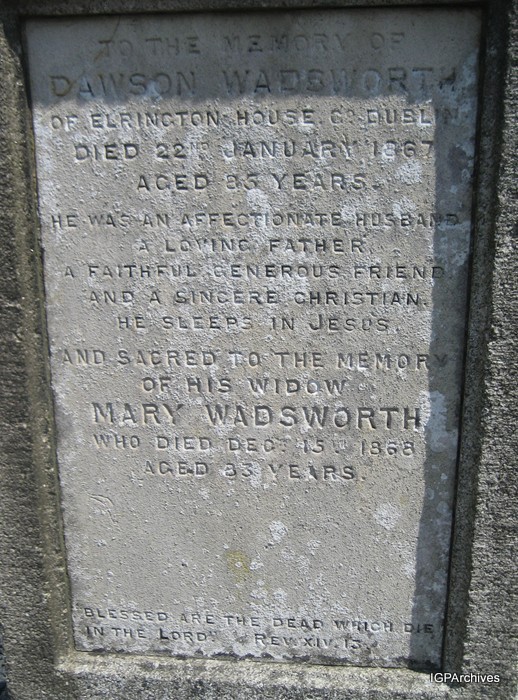 TO THE MEMORY OF
DAWSON WADSWORTH
OF ELRINGTON HOUSE Co DUBLIN
DIED 22ND JANUARY 1867
AGED 85 YEARS.
HE WAS AN AFFECTIONATE HUSBAND
A LOVING FATHER,
A FAITHFUL GENEROUS FRIEND
AND A SINCERE CHRISTIAN.
HE SLEEPS IN JESUS.
AND SACRED TO THE MEMORY
OF HIS WIDOW
MARY WADSWORTH
WHO DIED DECR 15TH 1868
AGED 83 YEARS.
"BLESSED ARE THE DEAD WHICH DIE
IN THE LORD" REV. XIV. 13.
IGPArchives